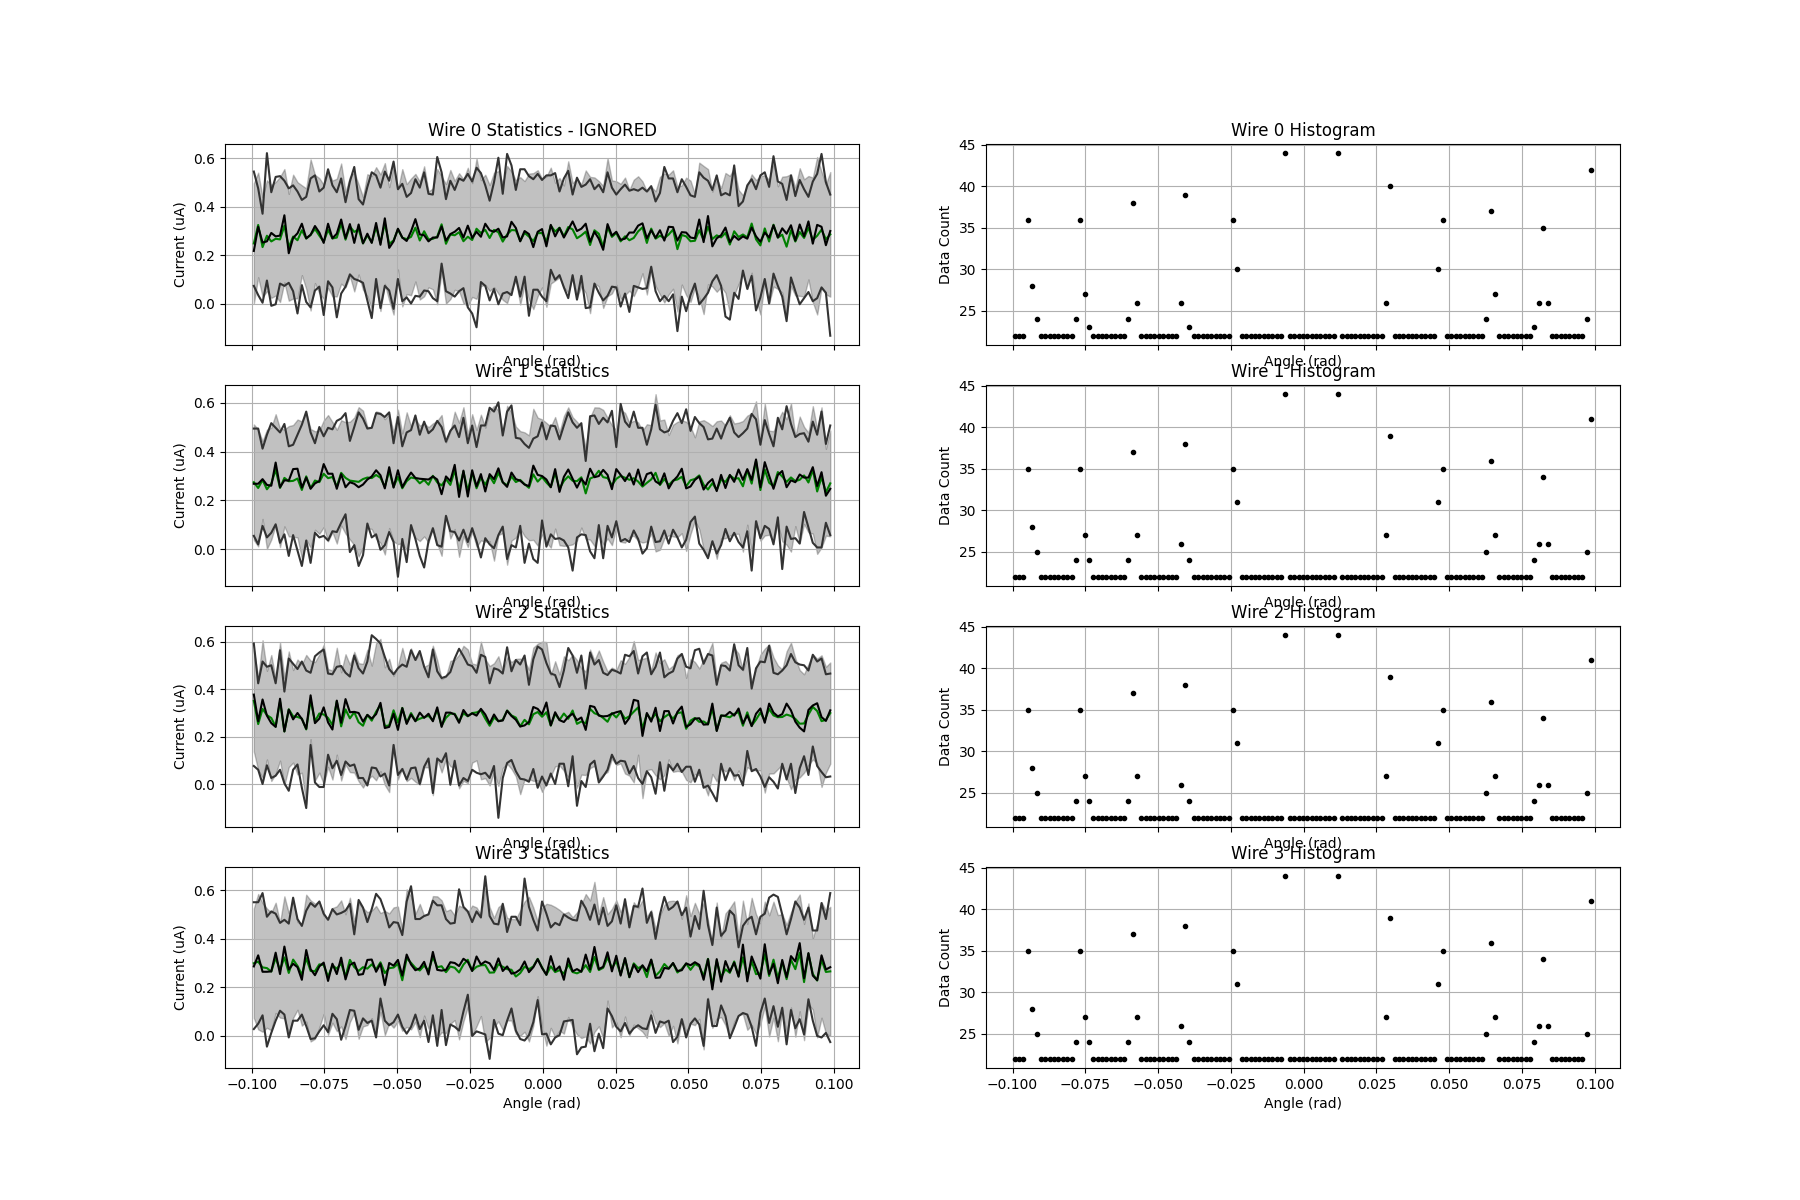 Wire 0 Statistics - IGNORED
Current (uA)
0.6
0.4
0.2
0.0
Angle (rad)
Wire 0 Histogram
Data Count
45
40
35
30
25
Angle (rad)
Wire 1 Statistics
Current (uA)
0.6
0.4
0.2
0.0
Angle (rad)
Wire 1 Histogram
Data Count
45
40
35
30
25
Angle (rad)
Wire 2 Statistics
Current (uA)
0.6
0.4
0.2
0.0
Angle (rad)
Wire 2 Histogram
Data Count
45
40
35
30
25
Angle (rad)
Wire 3 Statistics
Current (uA)
0.6
0.4
0.2
0.0
−0.100 −0.075 −0.050 −0.025 0.000 0.025 0.050 0.075 0.100
Angle (rad)
Wire 3 Histogram
Data Count
45
40
35
30
25
−0.100 −0.075 −0.050 −0.025 0.000 0.025 0.050 0.075 0.100
Angle (rad)